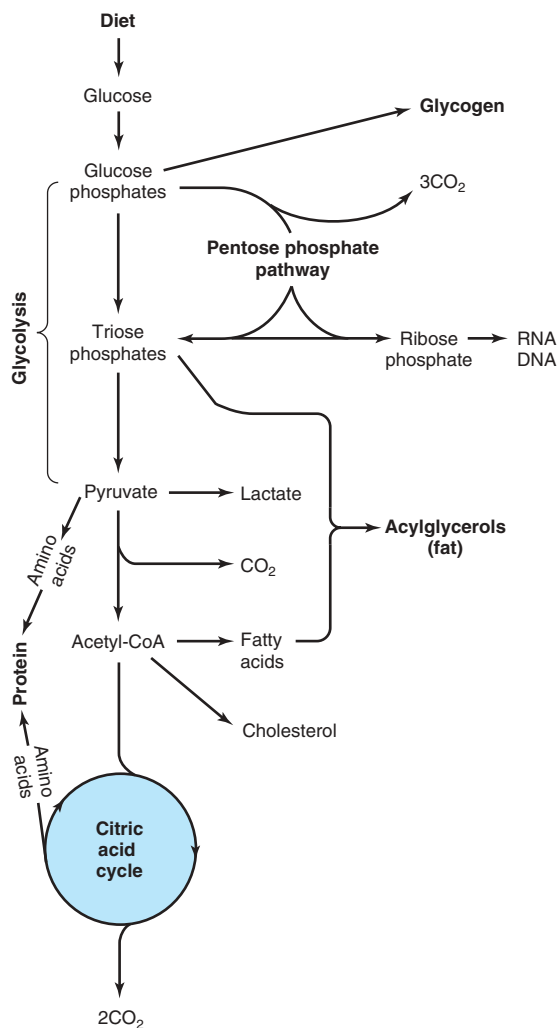 Diet
Glucose
Glycogen
Glucose
phosphates
3CO₂
Pentose phosphate
pathway
Glycolysis
Triose
phosphates
Ribose
phosphate
RNA
DNA
Pyruvate
Lactate
Acylglycerols
(fat)
Amino
acids
CO₂
Protein
Acetyl-CoA
Fatty
acids
Cholesterol
Amino
acids
Citric
acid
cycle
2CO₂